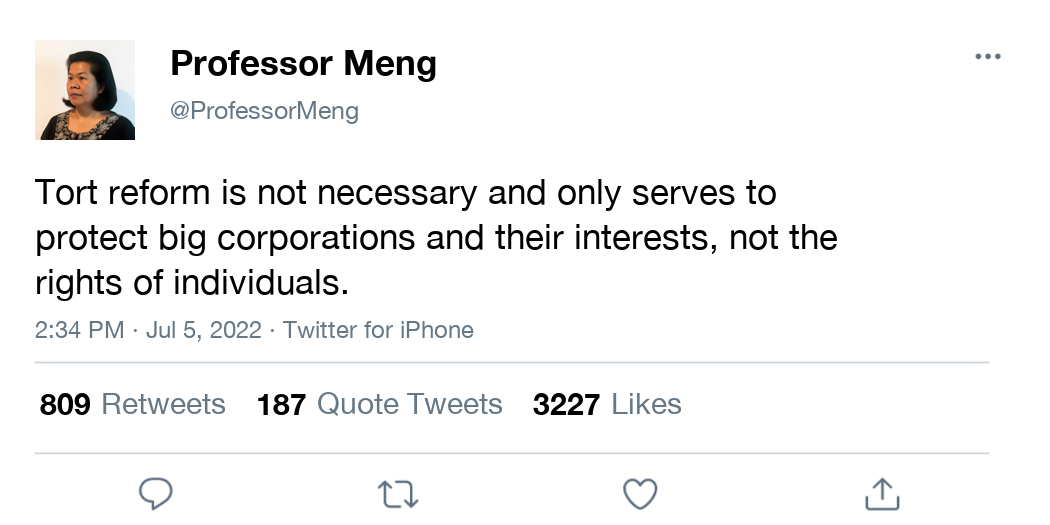 Professor Meng
@ProfessorMeng
Tort reform is not necessary and only serves to
protect big corporations and their interests, not the
rights of individuals.
2:34 PM · Jul 5, 2022 · Twitter for iPhone
809 Retweets 187 Quote Tweets 3227 Likes